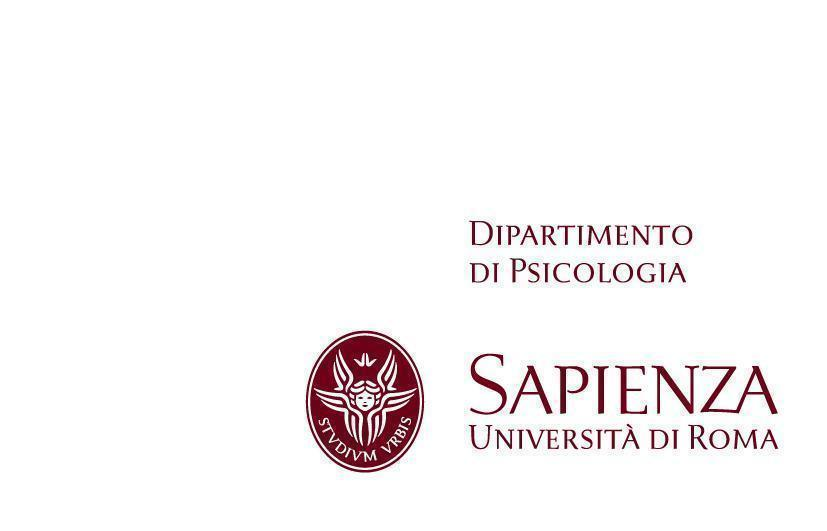 Dipartimento
di Psicologia
Sapienza
Università di Roma
STVDIVM VRBIS